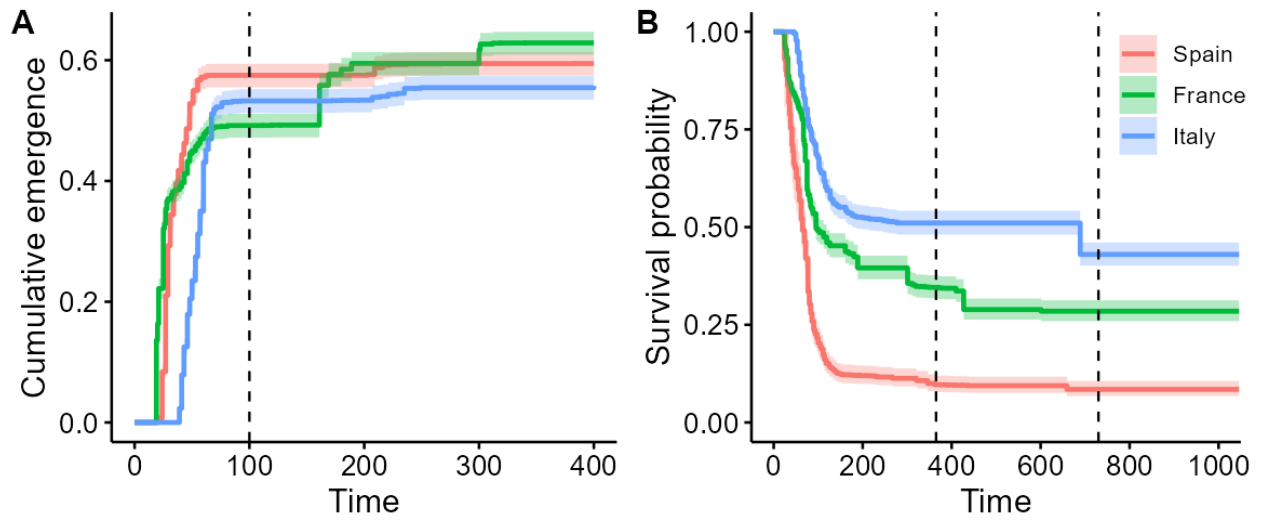 A
Cumulative emergence
0.6
0.4
0.2
0.0
0 100 200 300 400
Time
B
Survival probability
1.00
0.75
0.50
0.25
0.00
0 200 400 600 800 1000
Time
Spain
France
Italy